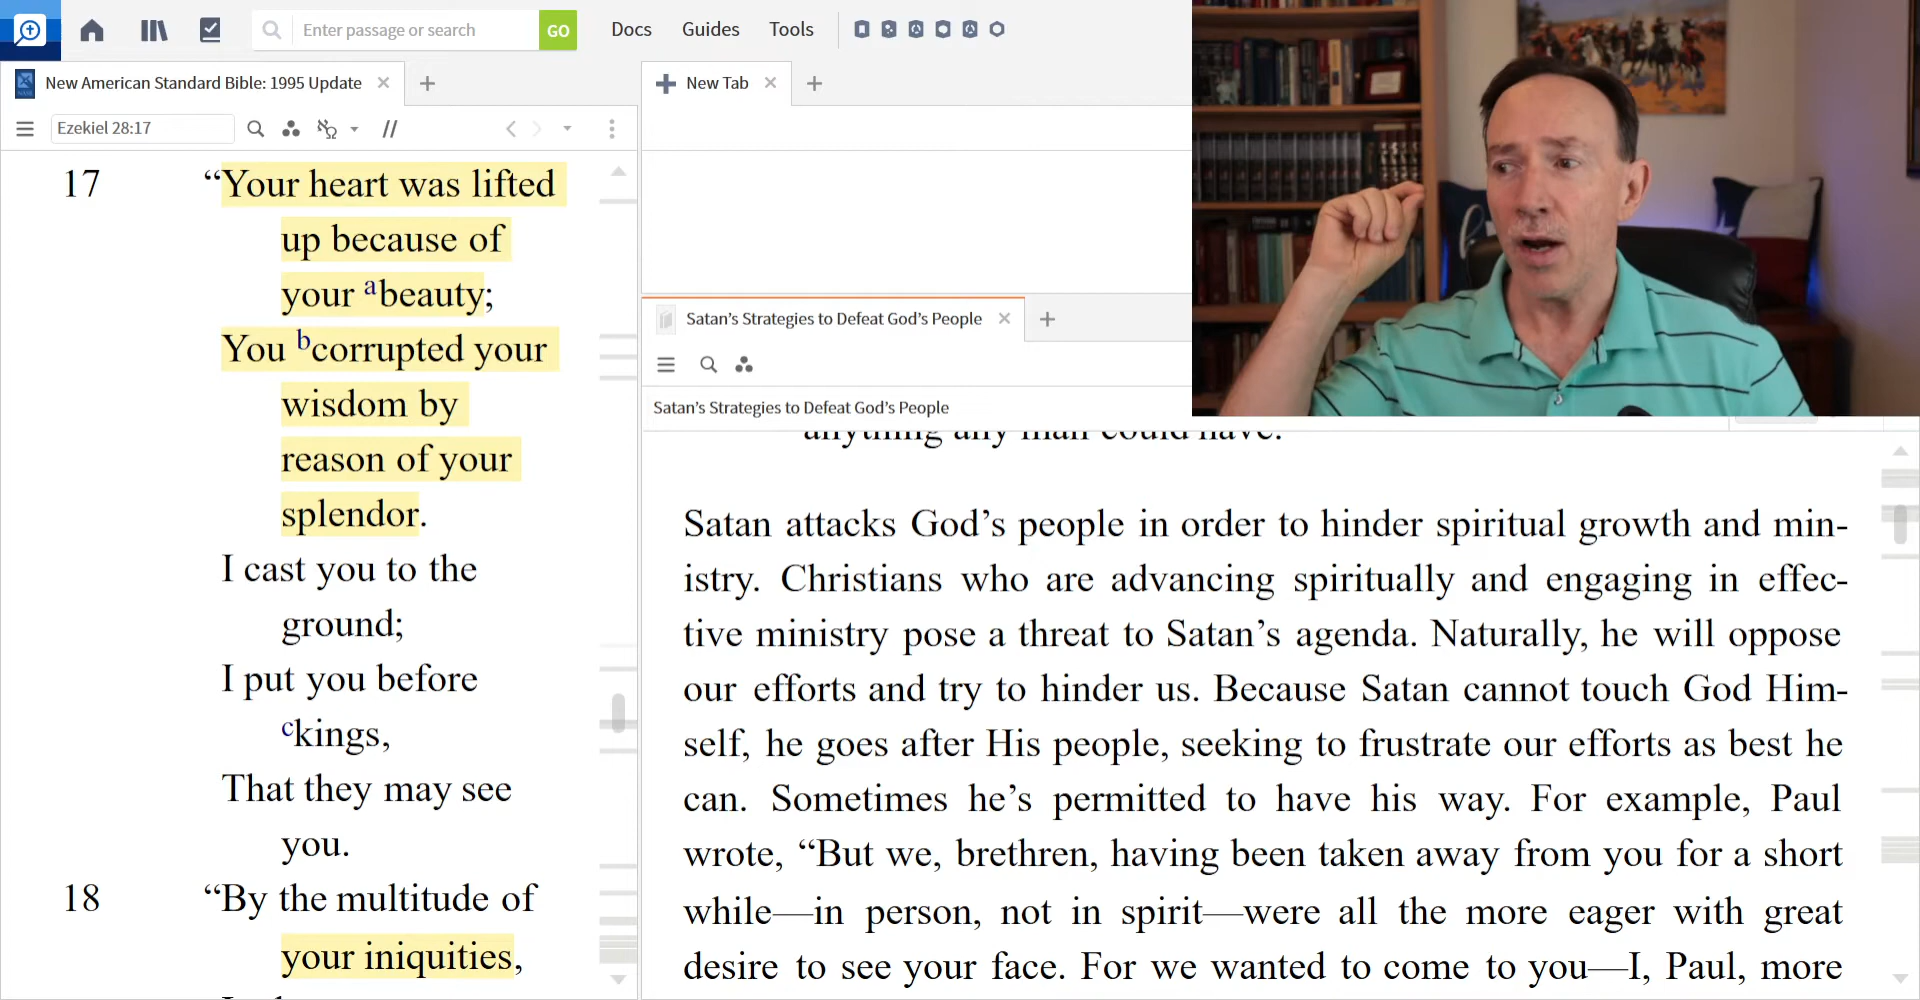 Enter passage or search
GO
Docs
Guides
Tools
New American Standard Bible: 1995 Update
New Tab
Ezekiel 28:17
17 “Your heart was lifted
up because of
your ᵃbeauty;
You ᵇcorrupted your
wisdom by
reason of your
splendor.
I cast you to the
ground;
I put you before
ᶜkings,
That they may see
you.
18 “By the multitude of
your iniquities,
Satan’s Strategies to Defeat God’s People
Satan’s Strategies to Defeat God’s People
anything any man could have.
Satan attacks God’s people in order to hinder spiritual growth and min-
istry. Christians who are advancing spiritually and engaging in effec-
tive ministry pose a threat to Satan’s agenda. Naturally, he will oppose
our efforts and try to hinder us. Because Satan cannot touch God Him-
self, he goes after His people, seeking to frustrate our efforts as best he
can. Sometimes he’s permitted to have his way. For example, Paul
wrote, “But we, brethren, having been taken away from you for a short
while—in person, not in spirit—were all the more eager with great
desire to see your face. For we wanted to come to you—I, Paul, more